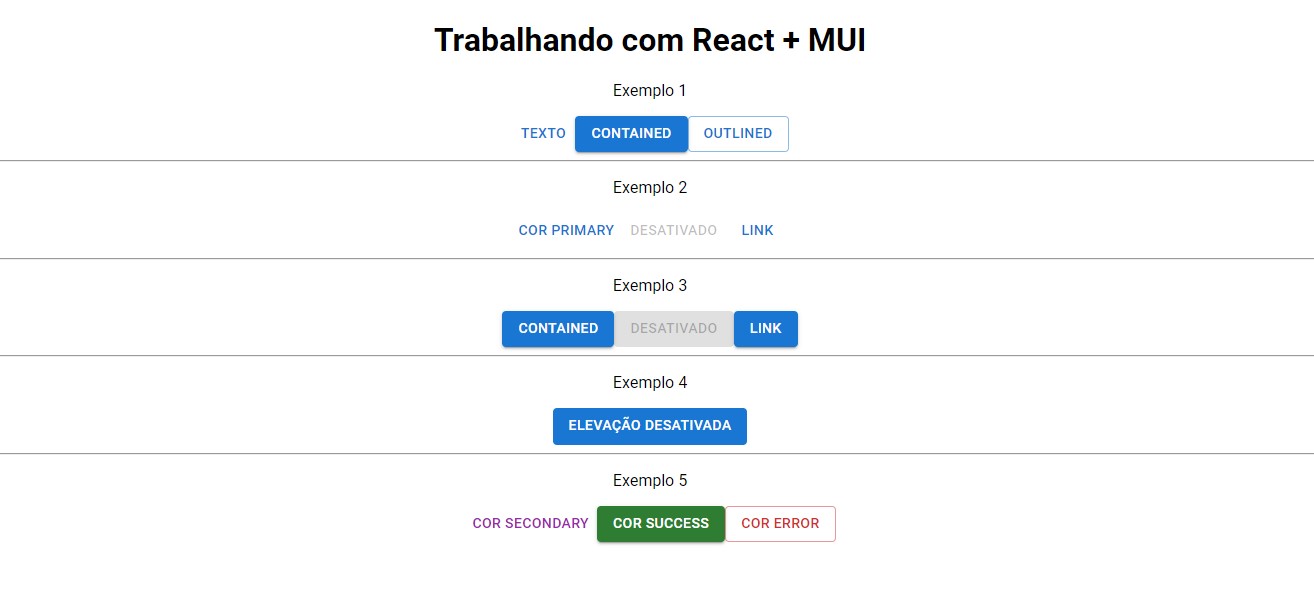 Trabalhando com React + MUI
Exemplo 1
TEXTO CONTAINED OUTLINED
Exemplo 2
COR PRIMARY DESATIVADO LINK
Exemplo 3
CONTAINED DESATIVADO LINK
Exemplo 4
ELEVAÇÃO DESATIVADA
Exemplo 5
COR SECONDARY COR SUCCESS COR ERROR